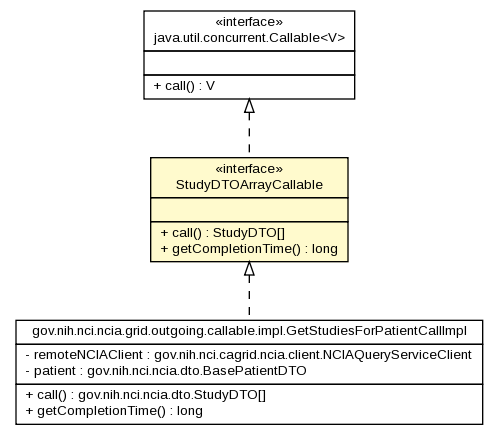 «interface»
java.util.concurrent.Callable<V>
+ call() : V
«interface»
StudyDTOArrayCallable
+ call() : StudyDTO[]
+ getCompletionTime() : long
gov.nih.nci.ncia.grid.outgoing.callable.impl.GetStudiesForPatientCallImpl
- remoteNCIAClient : gov.nih.nci.cagrid.ncia.client.NCIAQueryServiceClient
- patient : gov.nih.nci.ncia.dto.BasePatientDTO
+ call() : gov.nih.nci.ncia.dto.StudyDTO[]
+ getCompletionTime() : long